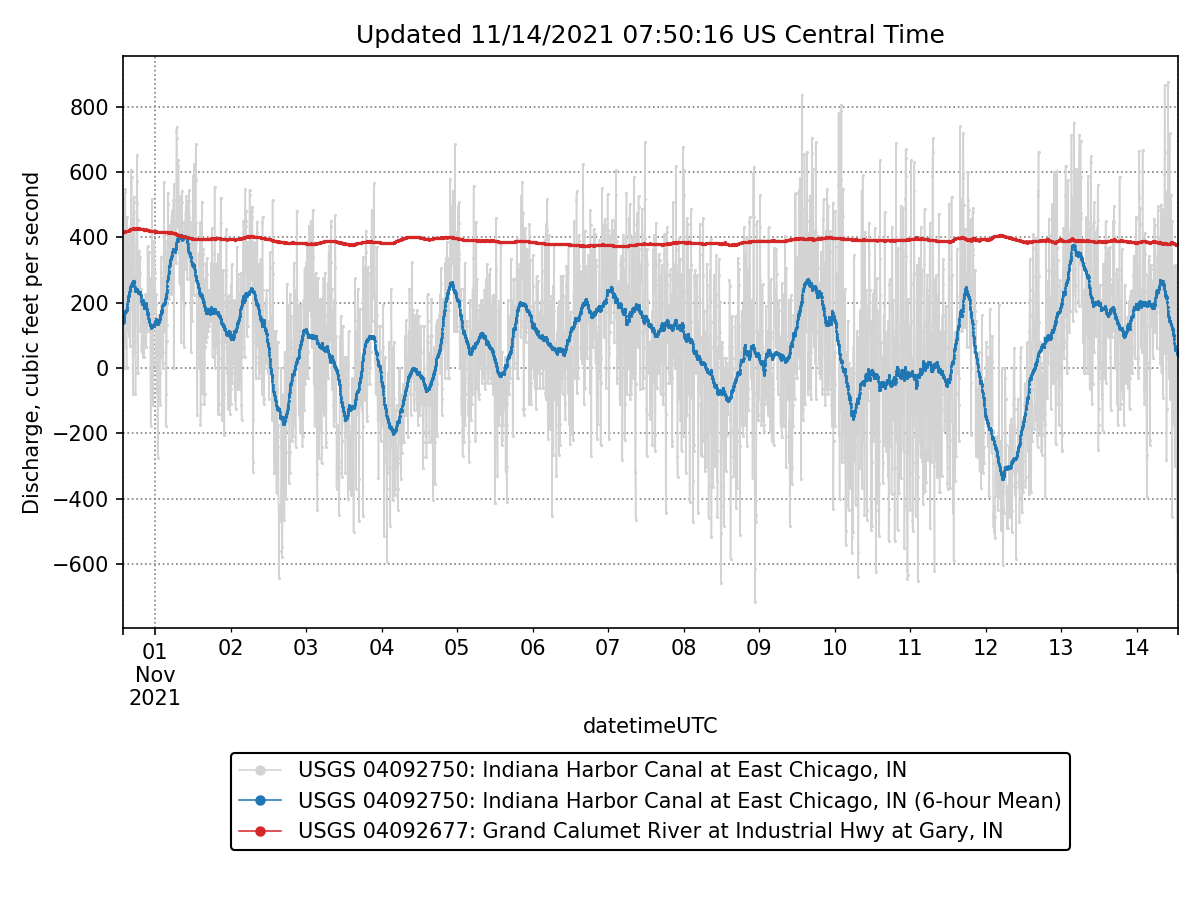 Updated 11/14/2021 07:50:16 US Central Time
800
600
400
200
0
−200
−400
−600
Discharge, cubic feet per second
01 02 03 04 05 06 07 08 09 10 11 12 13 14
Nov
2021
datetimeUTC
USGS 04092750: Indiana Harbor Canal at East Chicago, IN
USGS 04092750: Indiana Harbor Canal at East Chicago, IN (6-hour Mean)
USGS 04092677: Grand Calumet River at Industrial Hwy at Gary, IN